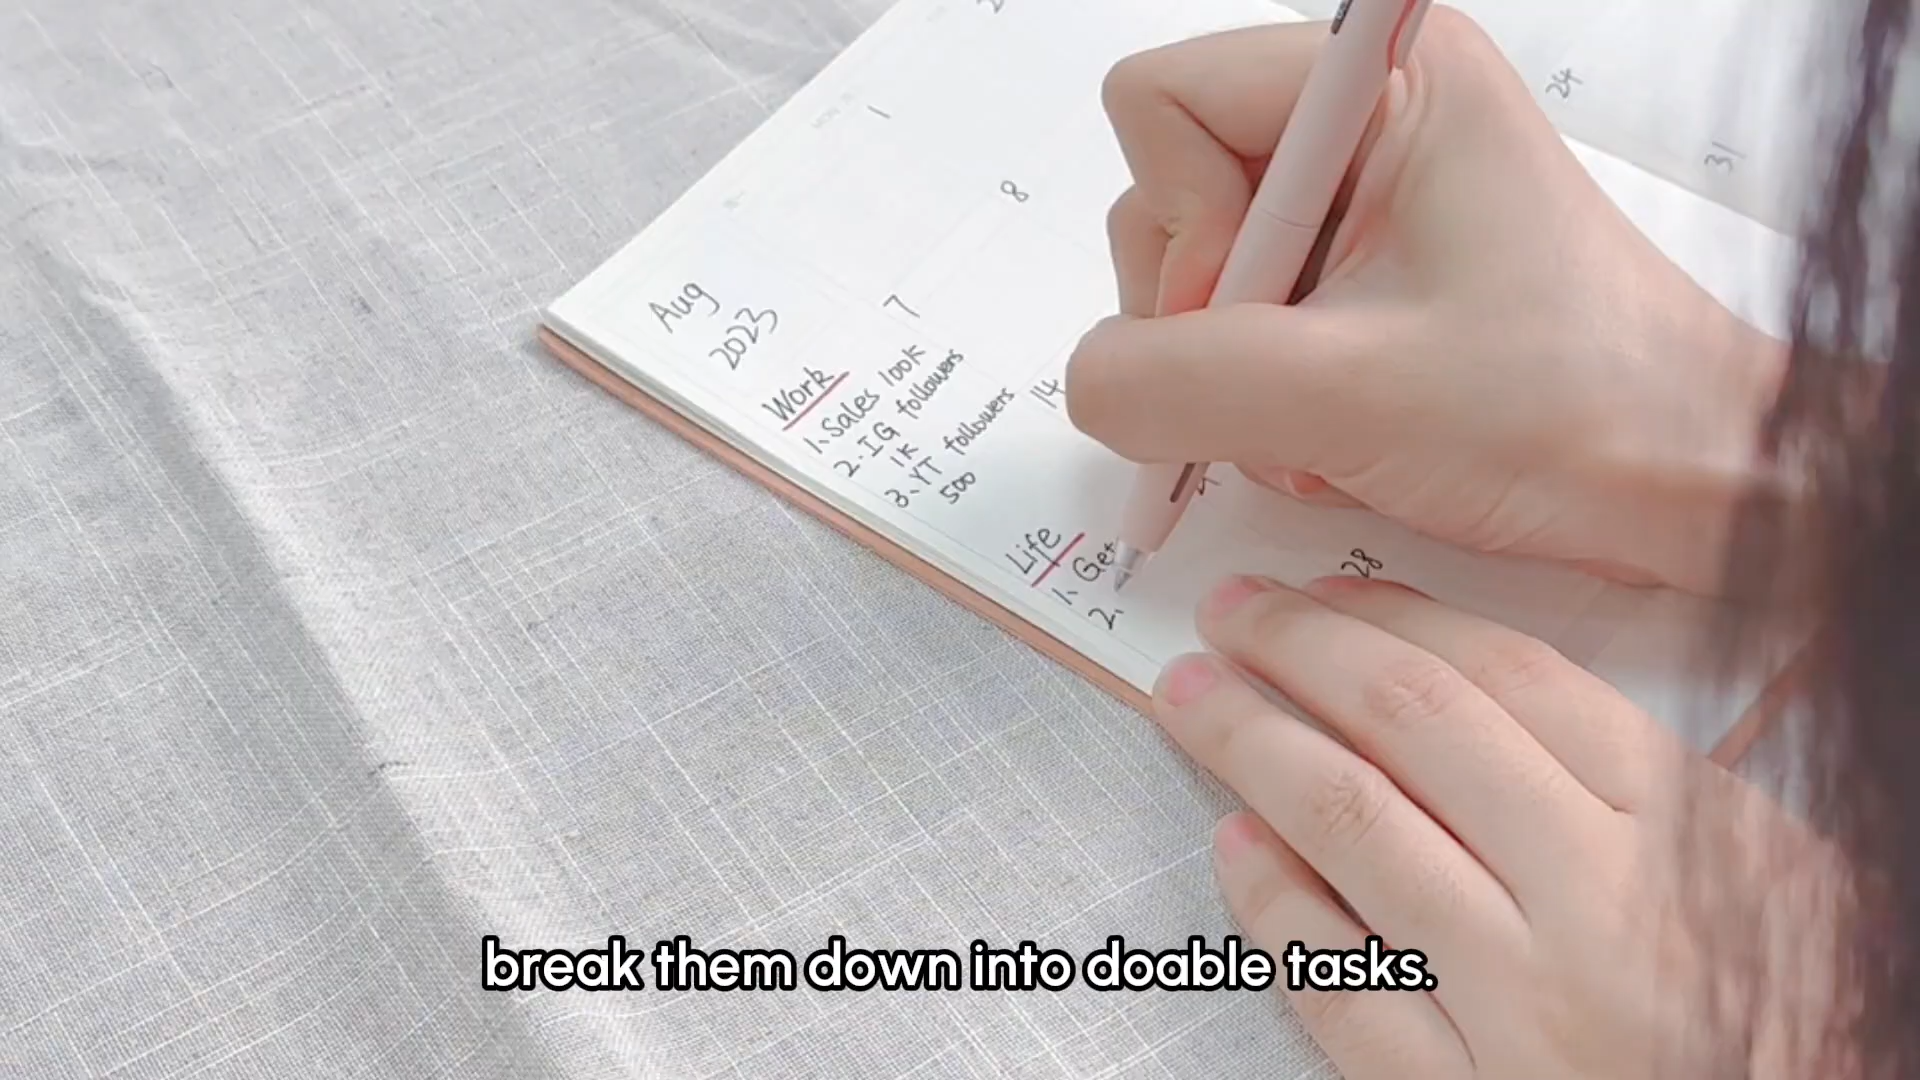 Aug
2023
Work
1、Sales 100k
2. IG followers
1k
3、YT followers
500
Life
1、Get
2、
1
8
7
14
28
24
31
break them down into doable tasks.